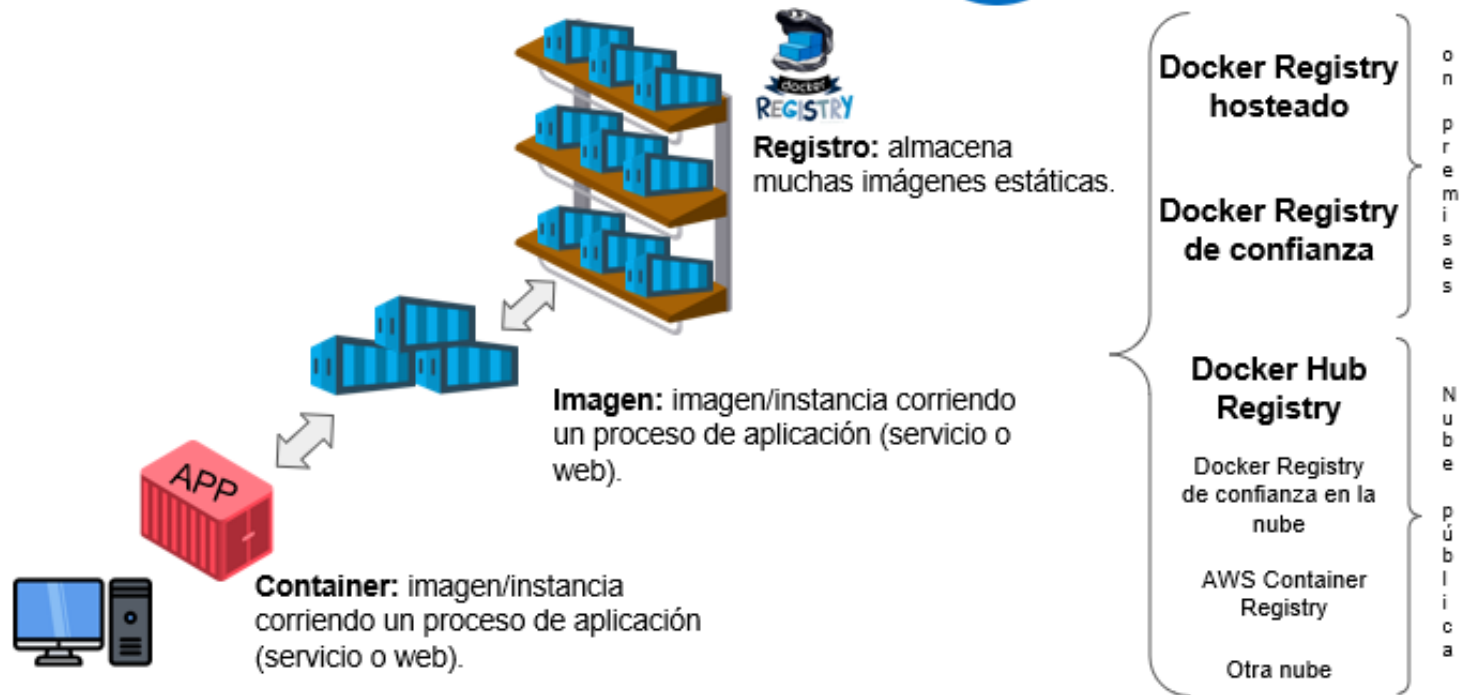 docker
REGISTRY
Registro: almacena
muchas imágenes estáticas.
Imagen: imagen/instancia corriendo
un proceso de aplicación (servicio o
web).
APP
Container: imagen/instancia
corriendo un proceso de aplicación
(servicio o web).
Docker Registry
hosteado
Docker Registry
de confianza
on premises
Docker Hub
Registry
Docker Registry
de confianza en la
nube
AWS Container
Registry
Otra nube
Nube pública